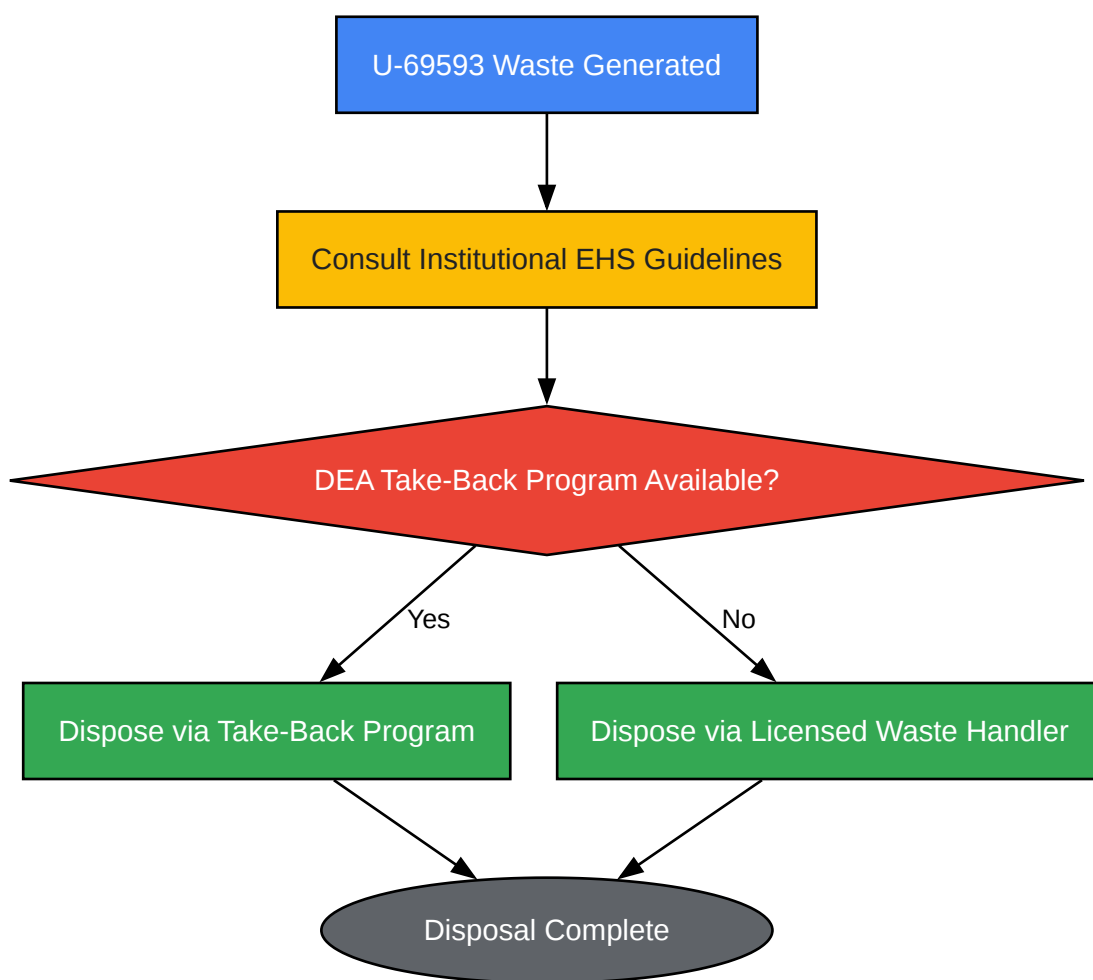 U-69593 Waste Generated
Consult Institutional EHS Guidelines
DEA Take-Back Program Available?
Yes
No
Dispose via Take-Back Program
Dispose via Licensed Waste Handler
Disposal Complete